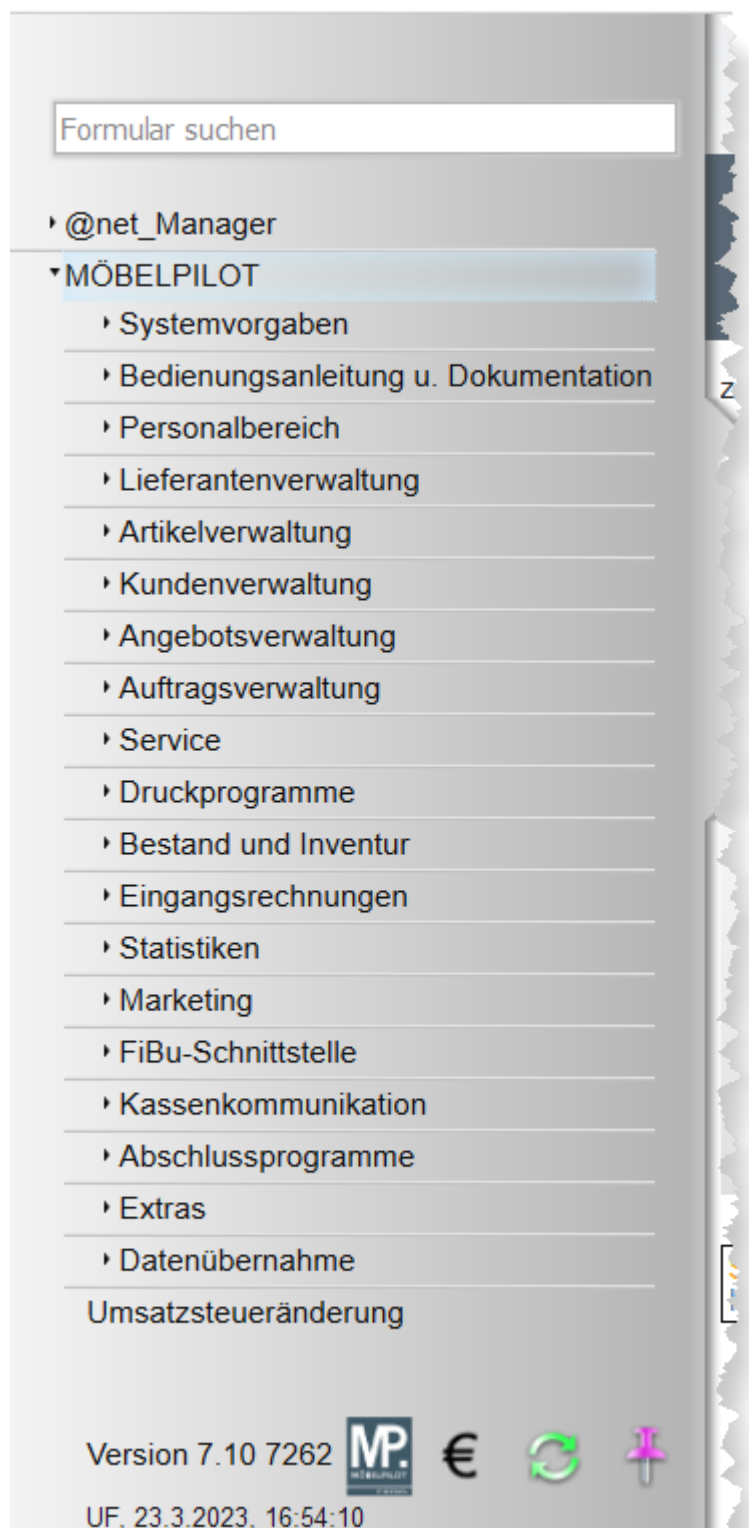 Formular suchen
@net_Manager
MÖBELPILOT
Systemvorgaben
Bedienungsanleitung u. Dokumentation
Personalbereich
Lieferantenverwaltung
Artikelverwaltung
Kundenverwaltung
Angebotsverwaltung
Auftragsverwaltung
Service
Druckprogramme
Bestand und Inventur
Eingangsrechnungen
Statistiken
Marketing
FiBu-Schnittstelle
Kassenkommunikation
Abschlussprogramme
Extras
Datenübernahme
Umsatzsteueränderung
Version 7.10 7262 MP. €
MÖBELPILOT
UF, 23.3.2023, 16:54:10